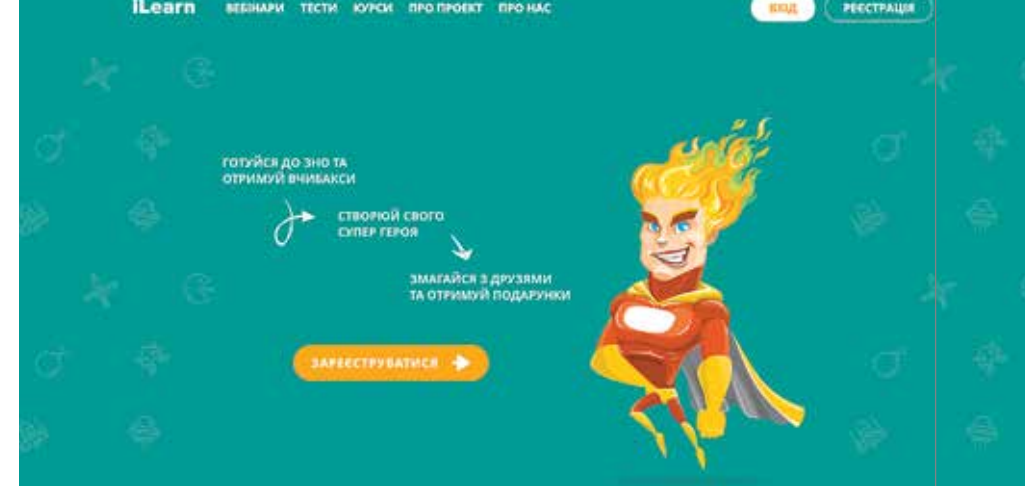 iLearn ВЕБІНАРИ ТЕСТИ КУРСИ ПРО ПРОЕКТ ПРО НАС ВХІД РЕЄСТРАЦІЯ
ГОТУЙСЯ ДО ЗНО ТА
ОТРИМУЙ ВЧИБАКСИ
СТВОРЮЙ СВОГО
СУПЕР ГЕРОЯ
ЗМАГАЙСЯ З ДРУЗЯМИ
ТА ОТРИМУЙ ПОДАРУНКИ
ЗАРЕЄСТРУВАТИСЯ